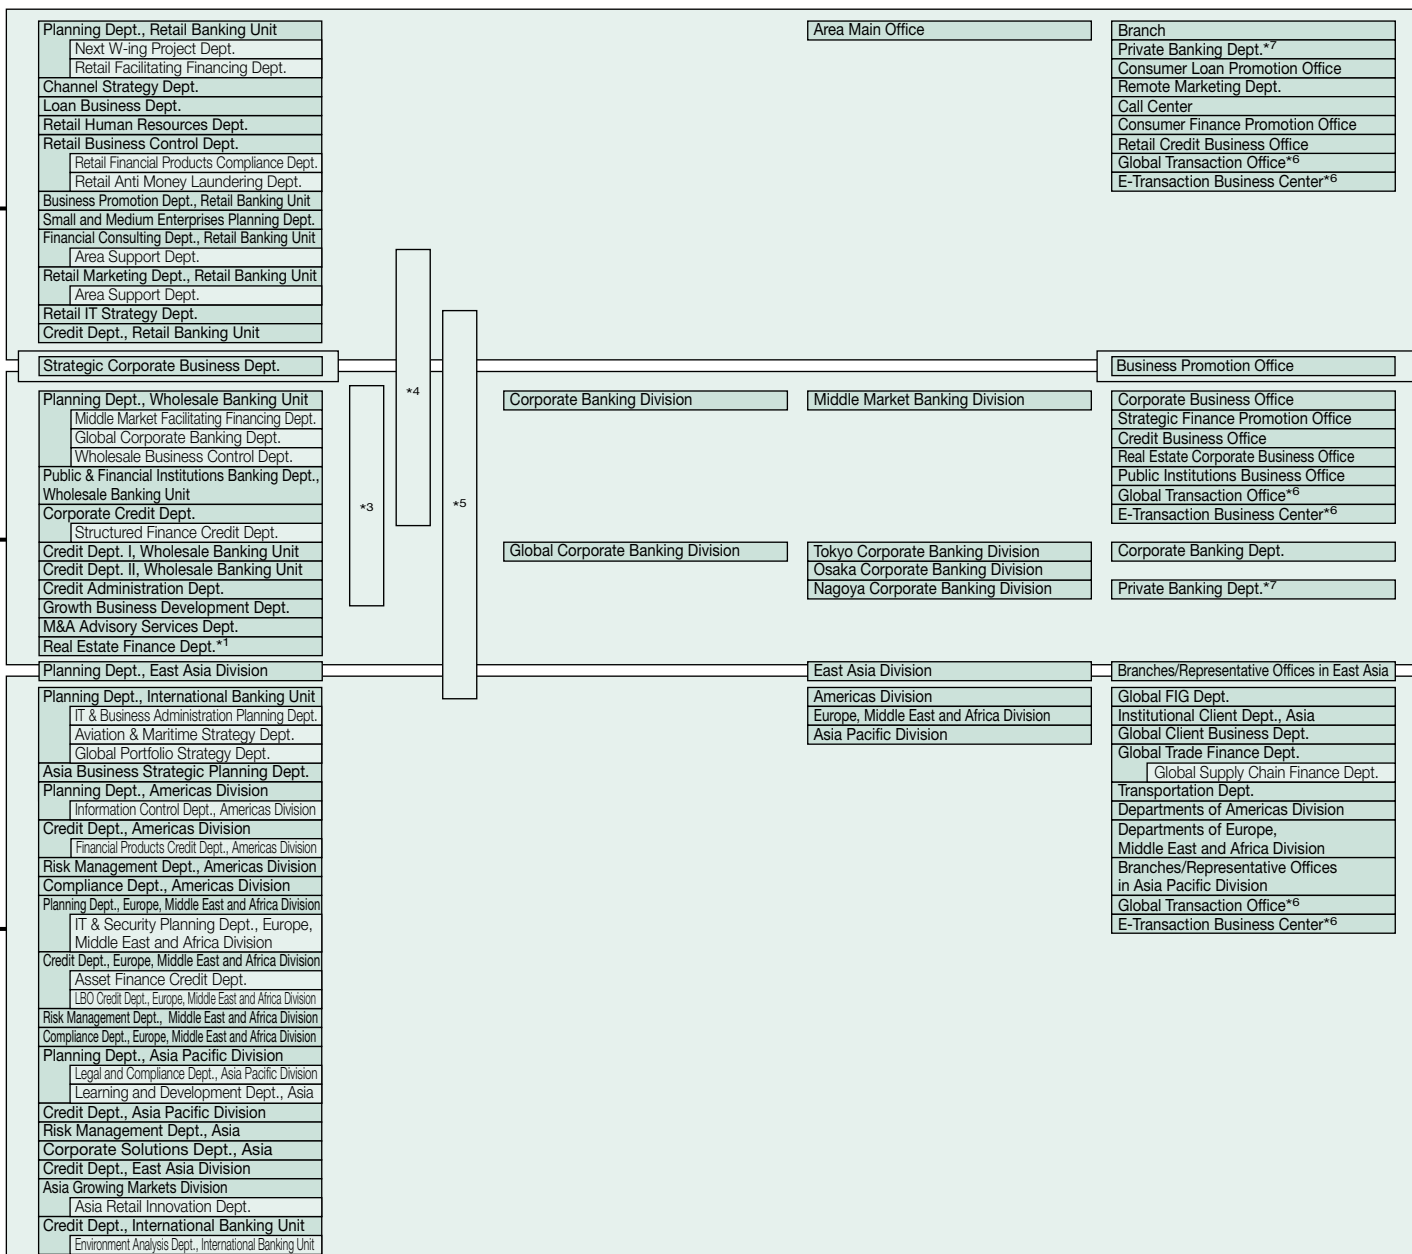 Planning Dept., Retail Banking Unit
Next W-ing Project Dept.
Retail Facilitating Financing Dept.
Channel Strategy Dept.
Loan Business Dept.
Retail Human Resources Dept.
Retail Business Control Dept.
Retail Financial Products Compliance Dept.
Retail Anti Money Laundering Dept.
Business Promotion Dept., Retail Banking Unit
Small and Medium Enterprises Planning Dept.
Financial Consulting Dept., Retail Banking Unit
Area Support Dept.
Retail Marketing Dept., Retail Banking Unit
Area Support Dept.
Retail IT Strategy Dept.
Credit Dept., Retail Banking Unit
Area Main Office
Branch
Private Banking Dept.*7
Consumer Loan Promotion Office
Remote Marketing Dept.
Call Center
Consumer Finance Promotion Office
Retail Credit Business Office
Global Transaction Office*6
E-Transaction Business Center*6
Strategic Corporate Business Dept.
Business Promotion Office
Planning Dept., Wholesale Banking Unit
Middle Market Facilitating Financing Dept.
Global Corporate Banking Dept.
Wholesale Business Control Dept.
Public & Financial Institutions Banking Dept.,
Wholesale Banking Unit
Corporate Credit Dept.
Structured Finance Credit Dept.
Credit Dept. I, Wholesale Banking Unit
Credit Dept. II, Wholesale Banking Unit
Credit Administration Dept.
Growth Business Development Dept.
M&A Advisory Services Dept.
Real Estate Finance Dept.*1
*3
*4
*5
Corporate Banking Division
Global Corporate Banking Division
Middle Market Banking Division
Tokyo Corporate Banking Division
Osaka Corporate Banking Division
Nagoya Corporate Banking Division
Corporate Business Office
Strategic Finance Promotion Office
Credit Business Office
Real Estate Corporate Business Office
Public Institutions Business Office
Global Transaction Office*6
E-Transaction Business Center*6
Corporate Banking Dept.
Private Banking Dept.*7
Planning Dept., East Asia Division
East Asia Division
Branches/Representative Offices in East Asia
Planning Dept., International Banking Unit
IT & Business Administration Planning Dept.
Aviation & Maritime Strategy Dept.
Global Portfolio Strategy Dept.
Asia Business Strategic Planning Dept.
Planning Dept., Americas Division
Information Control Dept., Americas Division
Credit Dept., Americas Division
Financial Products Credit Dept., Americas Division
Risk Management Dept., Americas Division
Compliance Dept., Americas Division
Planning Dept., Europe, Middle East and Africa Division
IT & Security Planning Dept., Europe,
Middle East and Africa Division
Credit Dept., Europe, Middle East and Africa Division
Asset Finance Credit Dept.
LBO Credit Dept., Europe, Middle East and Africa Division
Risk Management Dept., Middle East and Africa Division
Compliance Dept., Europe, Middle East and Africa Division
Planning Dept., Asia Pacific Division
Legal and Compliance Dept., Asia Pacific Division
Learning and Development Dept., Asia
Credit Dept., Asia Pacific Division
Risk Management Dept., Asia
Corporate Solutions Dept., Asia
Credit Dept., East Asia Division
Asia Growing Markets Division
Asia Retail Innovation Dept.
Credit Dept., International Banking Unit
Environment Analysis Dept., International Banking Unit
Americas Division
Europe, Middle East and Africa Division
Asia Pacific Division
Global FIG Dept.
Institutional Client Dept., Asia
Global Client Business Dept.
Global Trade Finance Dept.
Global Supply Chain Finance Dept.
Transportation Dept.
Departments of Americas Division
Departments of Europe,
Middle East and Africa Division
Branches/Representative Offices
in Asia Pacific Division
Global Transaction Office*6
E-Transaction Business Center*6